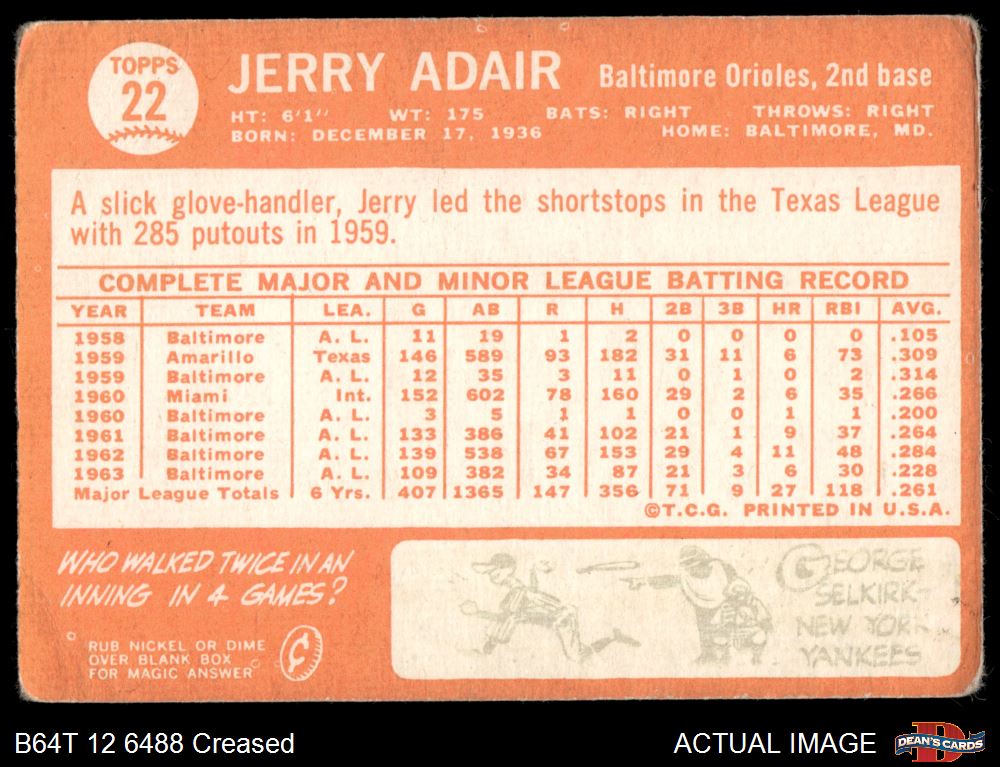 TOPPS
22
JERRY ADAIR Baltimore Orioles, 2nd base
HT: 6'1" WT: 175 BATS: RIGHT THROWS: RIGHT
BORN: DECEMBER 17, 1936 HOME: BALTIMORE, MD.
A slick glove-handler, Jerry led the shortstops in the Texas League
with 285 putouts in 1959.
COMPLETE MAJOR AND MINOR LEAGUE BATTING RECORD
YEAR TEAM LEA. G AB R H 2B 3B HR RBI AVG.
1958 Baltimore A. L. 11 19 1 2 0 0 0 0 .105
1959 Amarillo Texas 146 589 93 182 31 11 6 73 .309
1959 Baltimore A. L. 12 35 3 11 0 1 0 2 .314
1960 Miami Int. 152 602 78 160 29 2 6 35 .266
1960 Baltimore A. L. 3 5 1 1 0 0 1 1 .200
1961 Baltimore A. L. 133 386 41 102 21 1 9 37 .264
1962 Baltimore A. L. 139 538 67 153 29 4 11 48 .284
1963 Baltimore A. L. 109 382 34 87 21 3 6 30 .228
Major League Totals 6 Yrs. 407 1365 147 356 71 9 27 118 .261
©T.C.G. PRINTED IN U.S.A.
WHO WALKED TWICE IN AN
INNING IN 4 GAMES?
RUB NICKEL OR DIME
OVER BLANK BOX
FOR MAGIC ANSWER
¢
GEORGE
SELKIRK-
NEW YORK
YANKEES
B64T 12 6488 Creased
ACTUAL IMAGE
D
DEAN'S CARDS